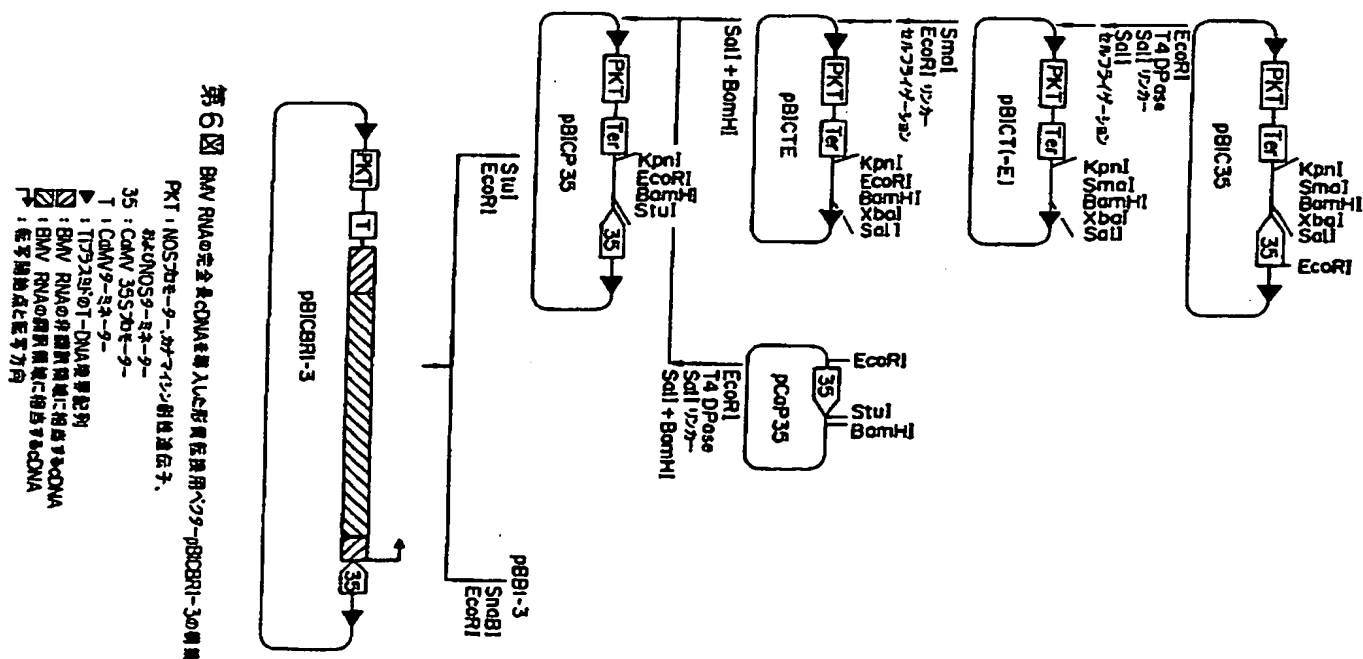 EcoRI
T4 DPase
SalI リンカー
SalI
セルフライゲーション
PKT
Ter
KpnI
SmaI
BamHI
XbaI
SalI
35
EcoRI
pBIC35
SmaI
EcoRI リンカー
セルフライゲーション
PKT
Ter
KpnI
SmaI
BamHI
XbaI
SalI
pBICT(-E)
SalI+BamHI
PKT
Ter
KpnI
EcoRI
BamHI
XbaI
SalI
pBICTE
EcoRI
35
StuI
BamHI
pCaP35
EcoRI
T4 DPase
SalI リンカー
SalI+BamHI
PKT
Ter
KpnI
EcoRI
BamHI
StuI
35
pBICP35
StuI
EcoRI
pBB1-3
SnaBI
EcoRI
PKT
T
35
pBICBR1-3
第6図 BMV RNAの完全長cDNAを導入した形質転換用ベクターpBICBR1-3の
PKT : NOSプロモーター、カナマイシン耐性遺伝子、
およびNOSターミネーター
35 : CaMV 35Sプロモーター
T : CaMVターミネーター
: TiプラスミドのT-DNA境界配列
: BMV RNAの非翻訳領域に相当するcDNA
: BMV RNAの翻訳領域に相当するcDNA
: 転写開始点と転写方向